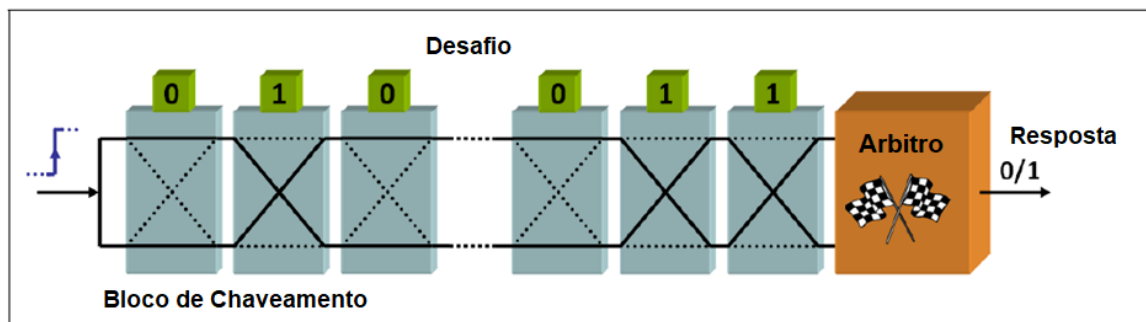 Desafio
0 1 0 0 1 1
Arbitro
Resposta
0/1
Bloco de Chaveamento